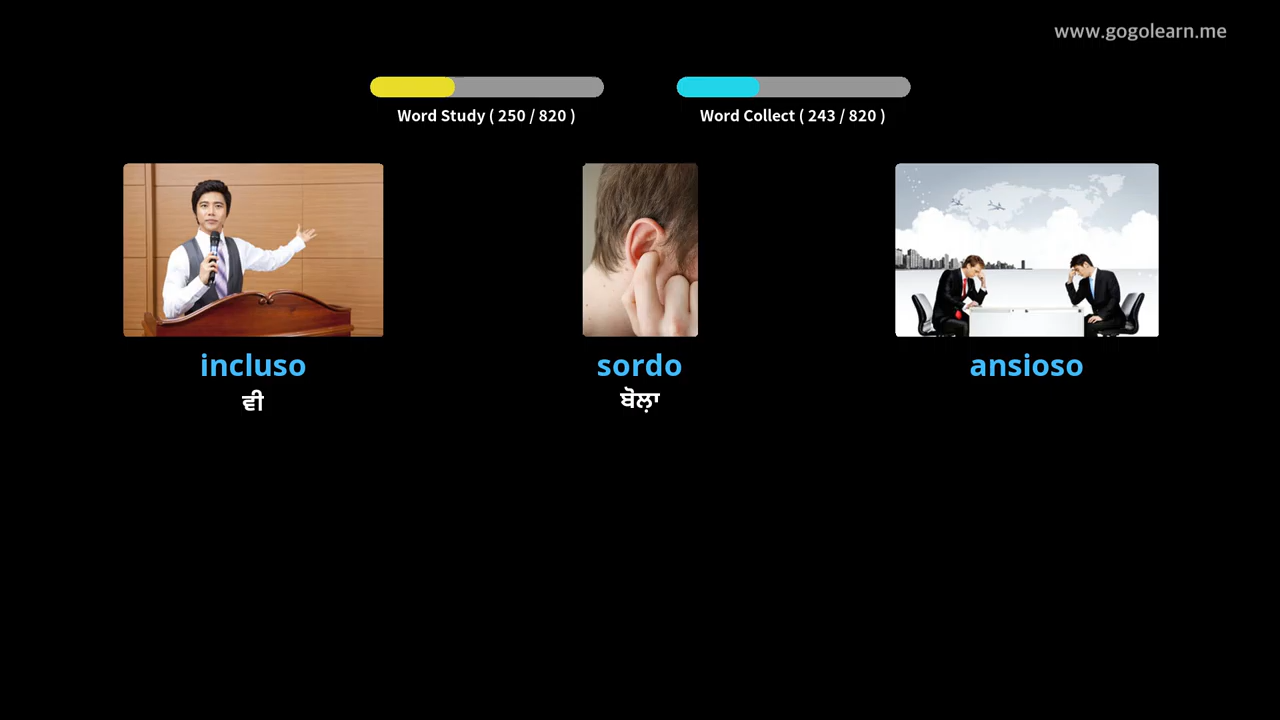 www.gogolearn.me
Word Study ( 250 / 820 )
Word Collect ( 243 / 820 )
incluso
sordo
ansioso
ਵੀ
ਬੋਲ਼ਾ